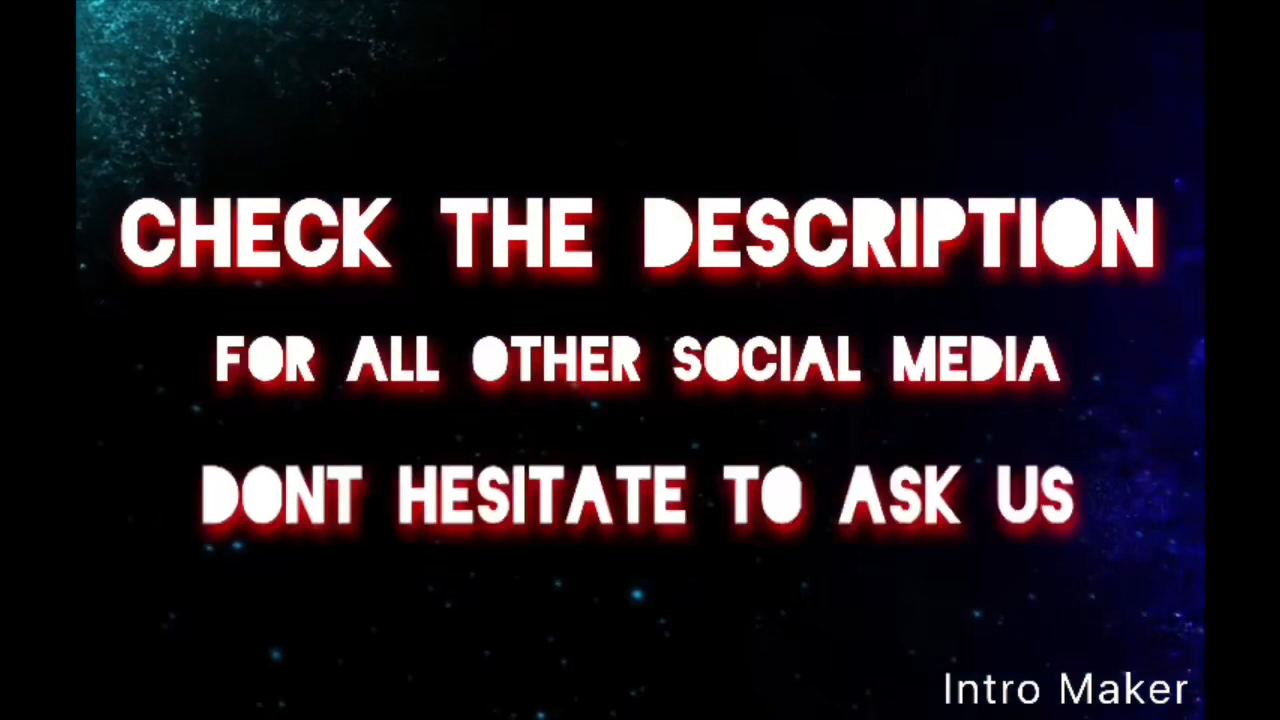 CHECK THE DESCRIPTION
FOR ALL OTHER SOCIAL MEDIA
DONT HESITATE TO ASK US
Intro Maker